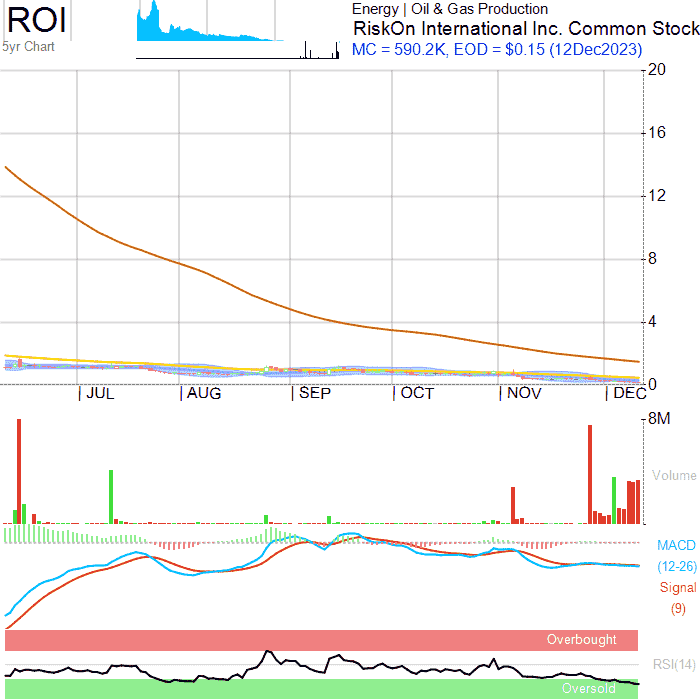 ROI
5yr Chart
Energy | Oil & Gas Production
RiskOn International Inc. Common Stock
MC = 590.2K, EOD = $0.15 (12Dec2023)
20
16
12
8
4
0
JUL AUG SEP OCT NOV DEC
8M
Volume
MACD
(12-26)
Signal
(9)
Overbought
RSI(14)
Oversold